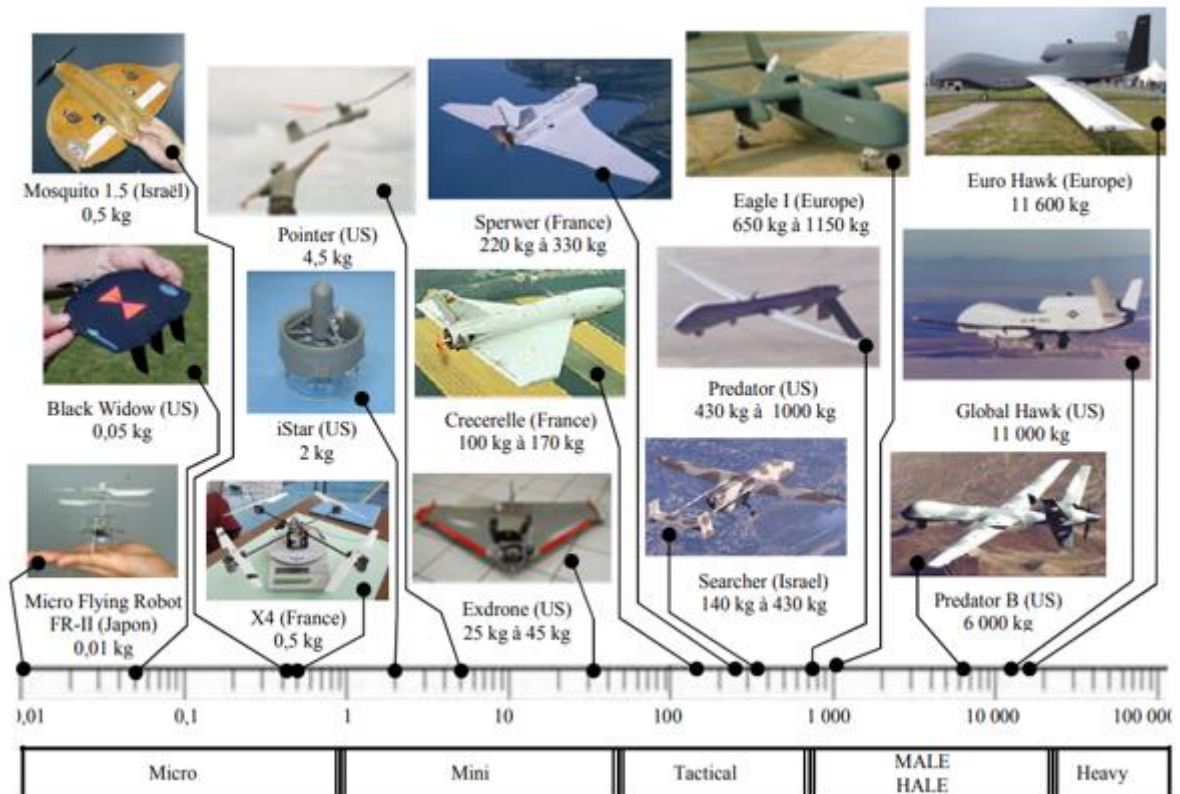 Mosquito 1.5 (Israël)
0,5 kg
Black Widow (US)
0,05 kg
Micro Flying Robot
FR-II (Japon)
0,01 kg
Pointer (US)
4,5 kg
iStar (US)
2 kg
X4 (France)
0,5 kg
Sperwer (France)
220 kg à 330 kg
Crecerelle (France)
100 kg à 170 kg
Exdrone (US)
25 kg à 45 kg
Eagle I (Europe)
650 kg à 1150 kg
Predator (US)
430 kg à 1000 kg
Searcher (Israel)
140 kg à 430 kg
Euro Hawk (Europe)
11 600 kg
Global Hawk (US)
11 000 kg
Predator B (US)
6 000 kg
0,01 0,1 1 10 100 1 000 10 000 100 000
Micro Mini Tactical MALE Heavy
HALE